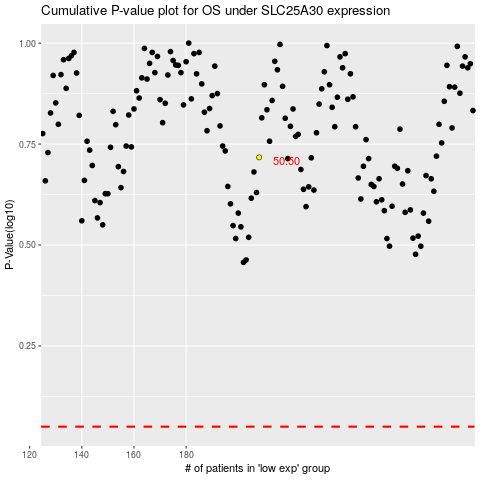 Cumulative P-value plot for OS under SLC25A30 expression
P-Value(log10)
1.00
0.75
0.50
0.25
50:50
125 140 160 180
# of patients in 'low exp' group